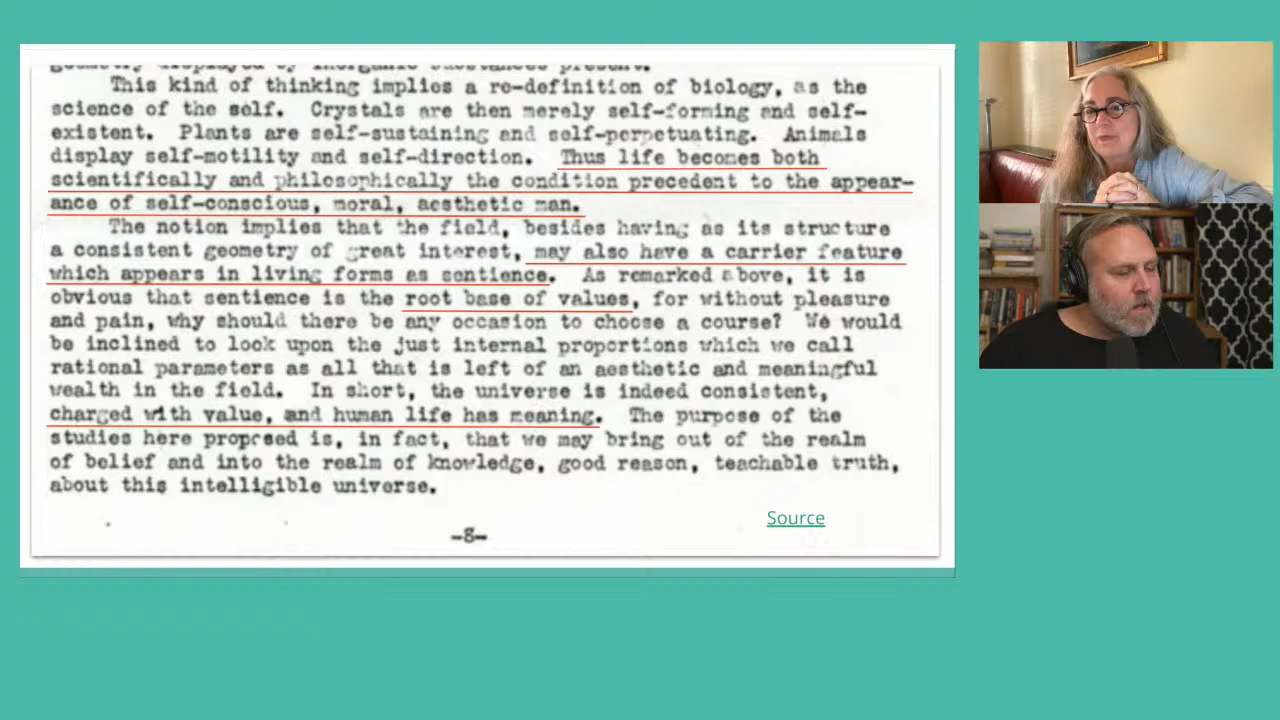 geometry displayed by inorganic substances present.
This kind of thinking implies a re-definition of biology, as the
science of the self. Crystals are then merely self-forming and self-
existent. Plants are self-sustaining and self-perpetuating. Animals
display self-motility and self-direction. Thus life becomes both
scientifically and philosophically the condition precedent to the appear-
ance of self-conscious, moral, aesthetic man.
The notion implies that the field, besides having as its structure
a consistent geometry of great interest, may also have a carrier feature
which appears in living forms as sentience. As remarked above, it is
obvious that sentience is the root base of values, for without pleasure
and pain, why should there be any occasion to choose a course? We would
be inclined to look upon the just internal proportions which we call
rational parameters as all that is left of an aesthetic and meaningful
wealth in the field. In short, the universe is indeed consistent,
charged with value, and human life has meaning. The purpose of the
studies here proposed is, in fact, that we may bring out of the realm
of belief and into the realm of knowledge, good reason, teachable truth,
about this intelligible universe.
Source
-8-